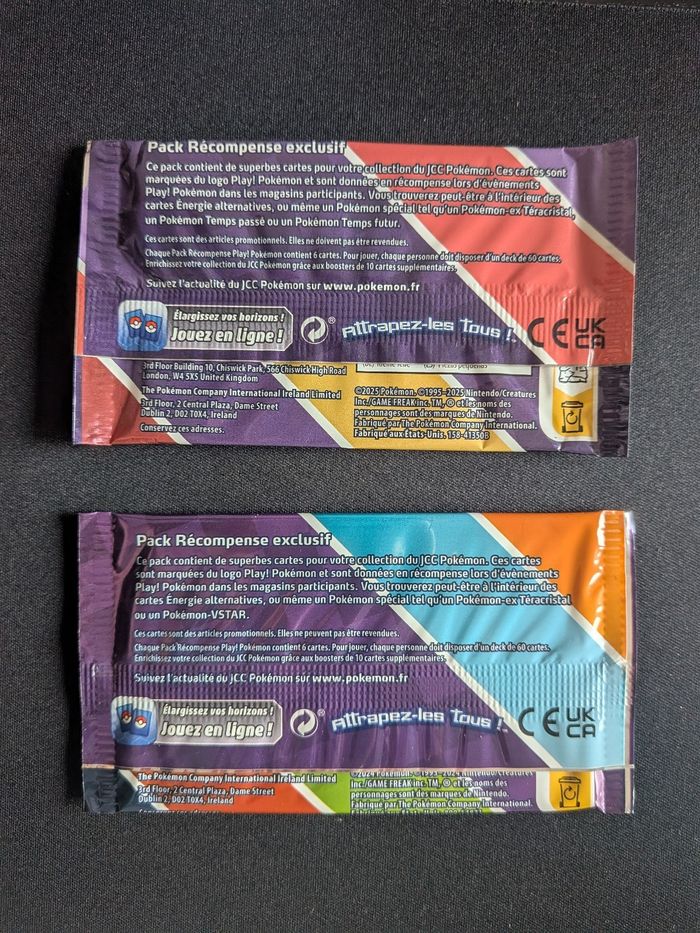 Pack Récompense exclusif
Ce pack contient de superbes cartes pour votre collection du JCC Pokémon. Ces cartes sont
marquées du logo Play! Pokémon et sont données en récompense lors d'évènements
Play! Pokémon dans les magasins participants. Vous trouverez peut-être à l'intérieur des
cartes Énergie alternatives, ou même un Pokémon spécial tel qu'un Pokémon-ex Téracristal,
un Pokémon Temps passé ou un Pokémon Temps futur.
Ces cartes sont des articles promotionnels. Elles ne doivent pas être revendues.
Chaque Pack Récompense Play! Pokémon contient 6 cartes. Pour jouer, chaque personne doit disposer d'un deck de 60 cartes.
Enrichissez votre collection du JCC Pokémon grâce aux boosters de 10 cartes supplémentaires.
Suivez l'actualité du JCC Pokémon sur www.pokemon.fr
Élargissez vos horizons !
Jouez en ligne !
®
Attrapez-les Tous !
CE UK
CA
3rd Floor Building 10, Chiswick Park, 566 Chiswick High Road
London, W4 5XS United Kingdom
The Pokémon Company International Ireland Limited
3rd Floor, 2 Central Plaza, Dame Street
Dublin 2, D02 T0X4, Ireland
Conservez ces adresses.
©2025 Pokémon. ©1995–2025 Nintendo/Creatures
Inc./GAME FREAK inc. TM, ® et les noms des
personnages sont des marques de Nintendo.
Fabriqué par The Pokémon Company International.
Fabriqué aux États-Unis. 158-41350B
Pack Récompense exclusif
Ce pack contient de superbes cartes pour votre collection du JCC Pokémon. Ces cartes
sont marquées du logo Play! Pokémon et sont données en récompense lors d'évènements
Play! Pokémon dans les magasins participants. Vous trouverez peut-être à l'intérieur des
cartes Énergie alternatives, ou même un Pokémon spécial tel qu'un Pokémon-ex Téracristal
ou un Pokémon-VSTAR.
Ces cartes sont des articles promotionnels. Elles ne peuvent pas être revendues.
Chaque Pack Récompense Play! Pokémon contient 6 cartes. Pour jouer, chaque personne doit disposer d'un deck de 60 cartes.
Enrichissez votre collection du JCC Pokémon grâce aux boosters de 10 cartes supplémentaires.
Suivez l'actualité du JCC Pokémon sur www.pokemon.fr
Élargissez vos horizons !
Jouez en ligne !
®
Attrapez-les Tous !
CE UK
CA
The Pokémon Company International Ireland Limited
3rd Floor, 2 Central Plaza, Dame Street
Dublin 2, D02 T0X4, Ireland
©2024 Pokémon. ©1995–2024 Nintendo/Creatures
Inc./GAME FREAK inc. TM, ® et les noms des
personnages sont des marques de Nintendo.
Fabriqué par The Pokémon Company International.